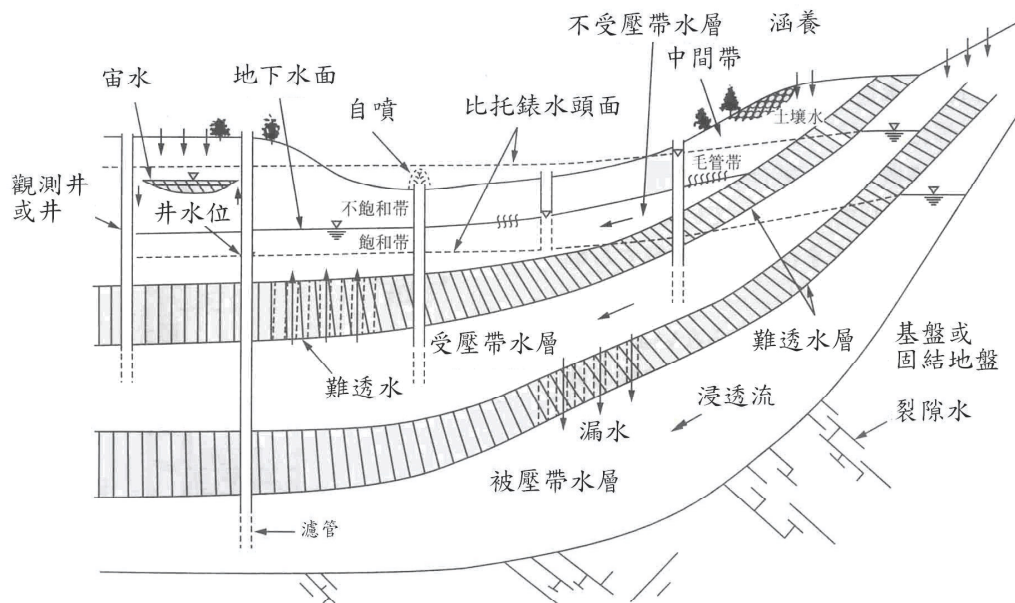 不受壓帶水層
涵養
中間帶
宙水
地下水面
自噴
比托錶水頭面
土壤水
毛管帯
觀測井
或井
井水位
不飽和帯
飽和帯
受壓帶水層
難透水層
基盤或
固結地盤
難透水
浸透流
裂隙水
漏水
被壓帶水層
濾管